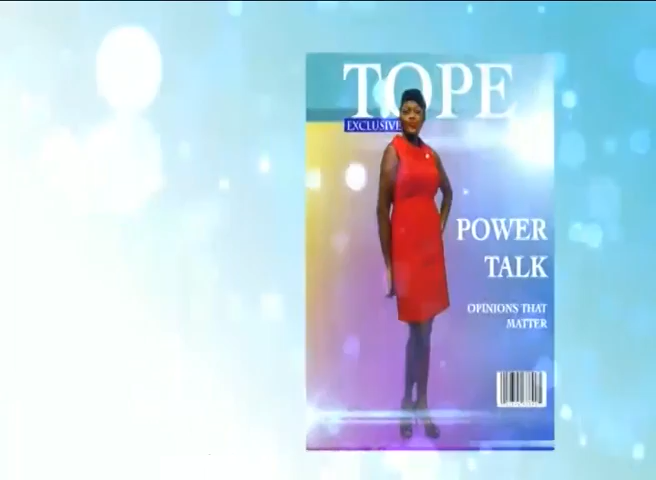 TOPE
EXCLUSIVE
POWER
TALK
OPINIONS THAT
MATTER